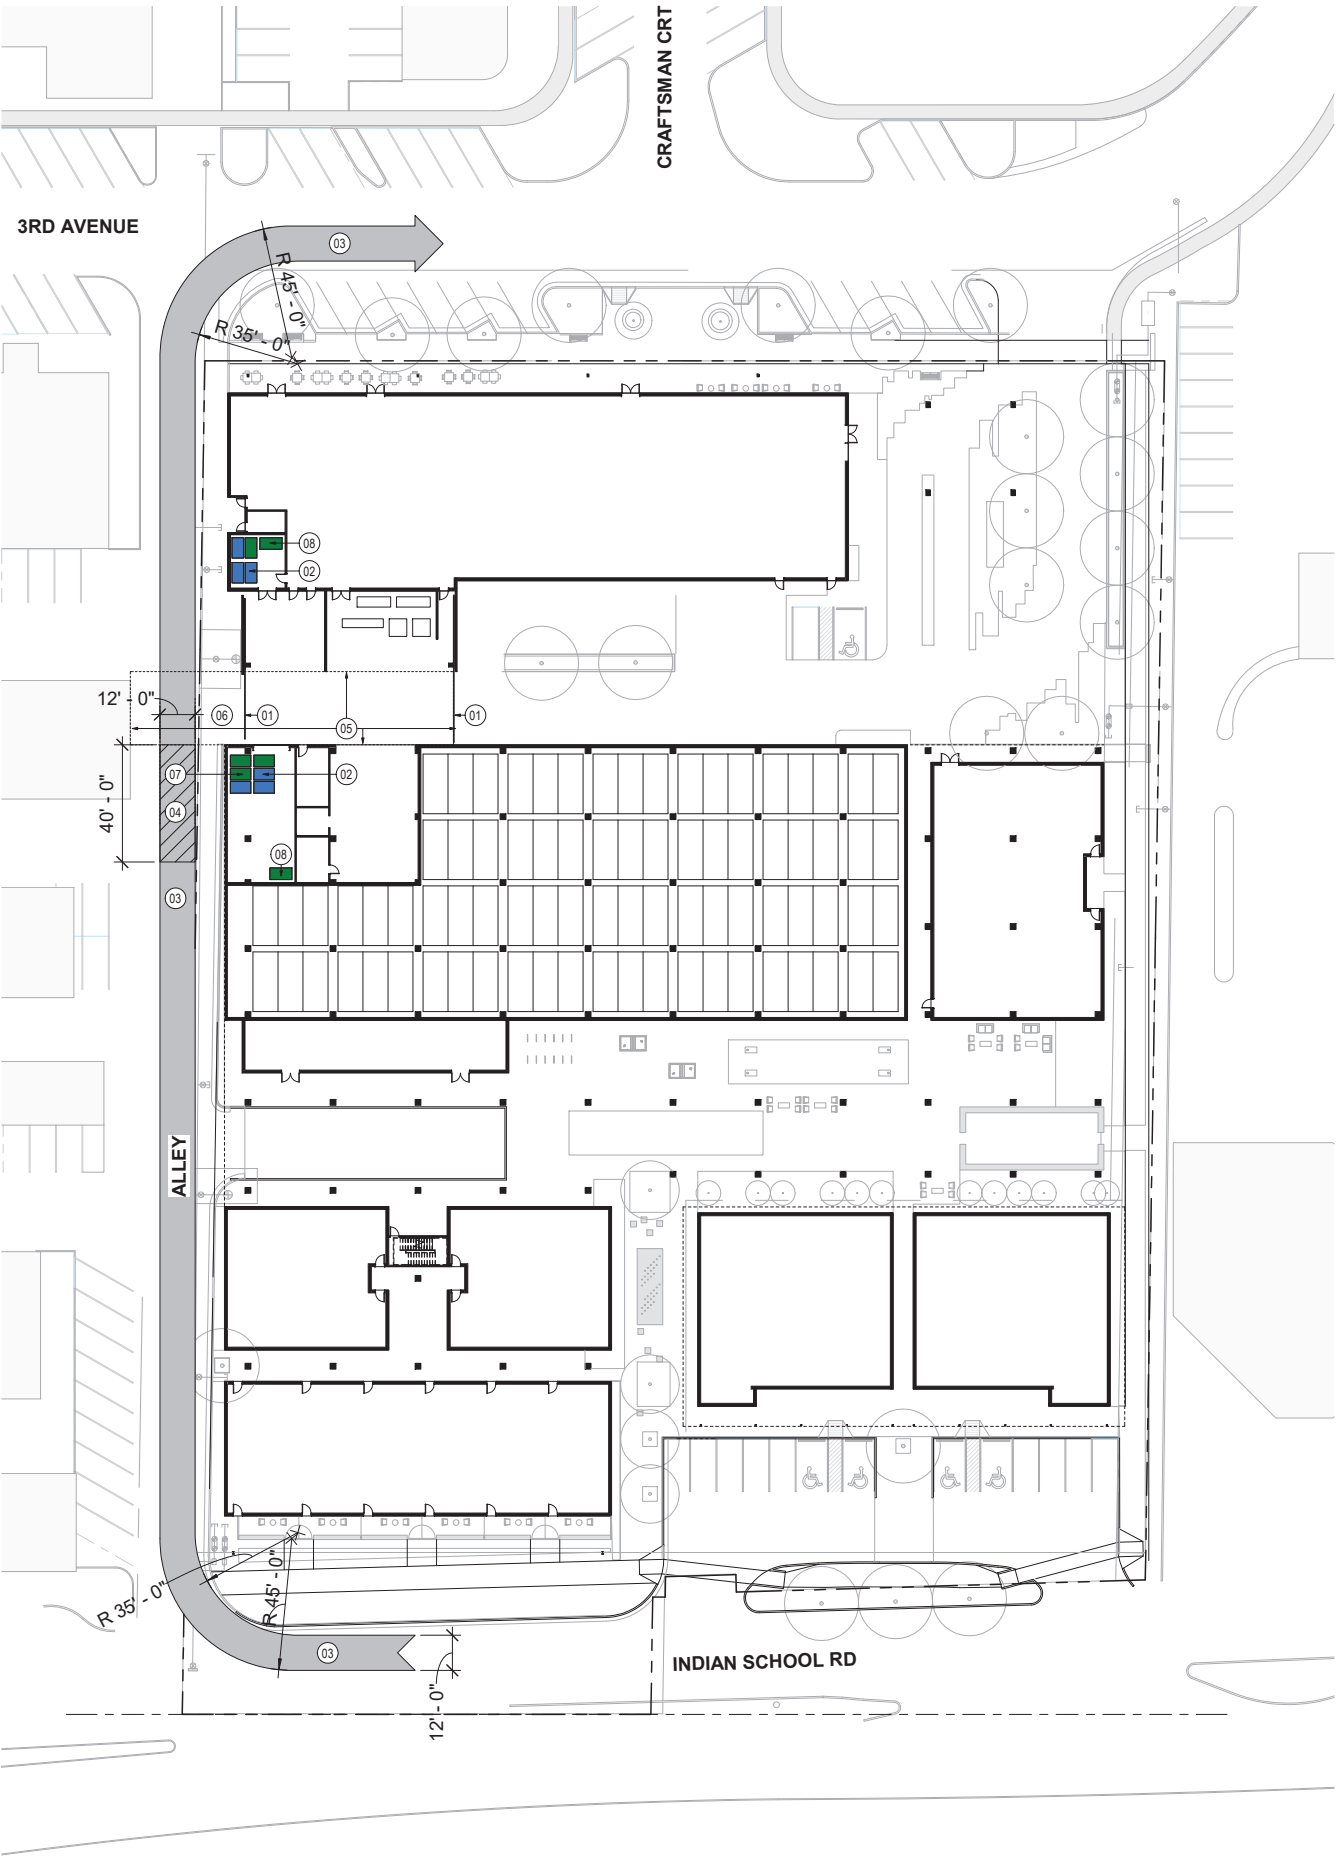 CRAFTSMAN CRT
3RD AVENUE
03
R 45' - 0"
R 35' - 0"
08
02
12' - 0"
06
01
05
01
07
02
04
40' - 0"
08
03
ALLEY
R 35' - 0"
R 45' - 0"
03
12' - 0"
INDIAN SCHOOL RD